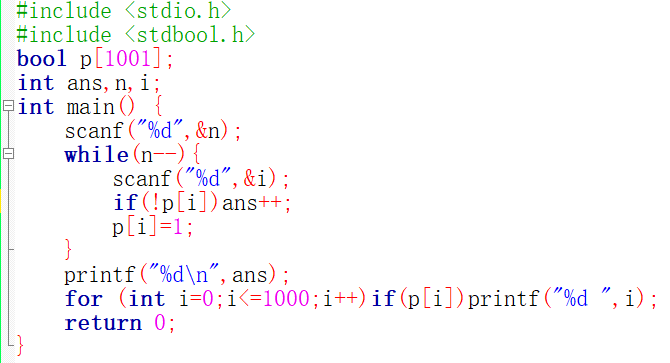 #include <stdio.h>
#include <stdbool.h>
bool p[1001];
int ans,n,i;
int main() {
    scanf("%d",&n);
    while(n--){
        scanf("%d",&i);
        if(!p[i])ans++;
        p[i]=1;
    }
    printf("%d\n",ans);
    for (int i=0;i<=1000;i++)if(p[i])printf("%d ",i);
    return 0;
}